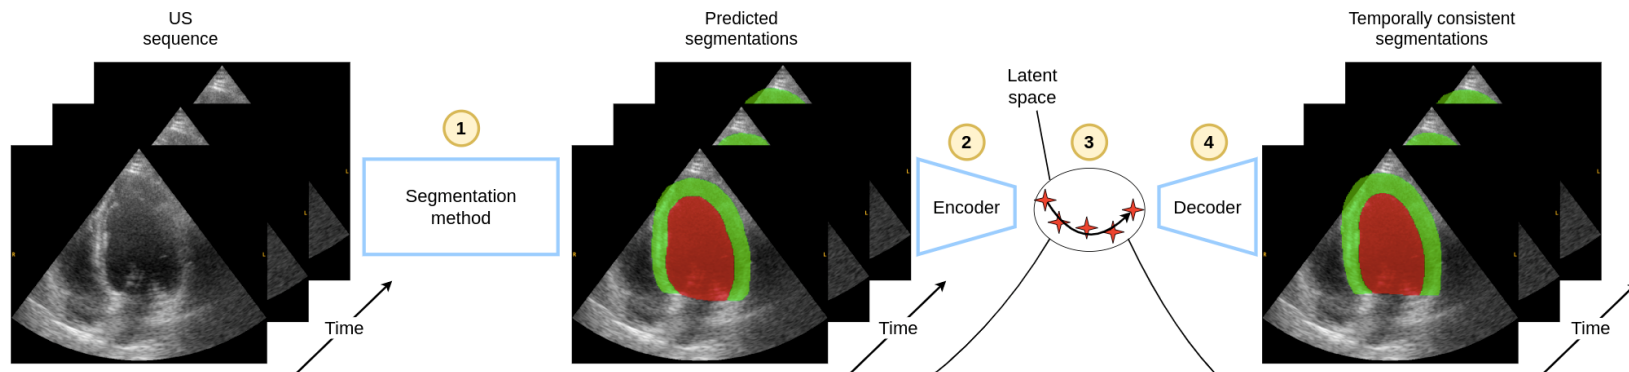 US
sequence
Predicted
segmentations
Temporally consistent
segmentations
Latent
space
1
2
3
4
Segmentation
method
Encoder
Decoder
R
L
L
L
R
L
L
L
R
L
L
L
Time
Time
Time